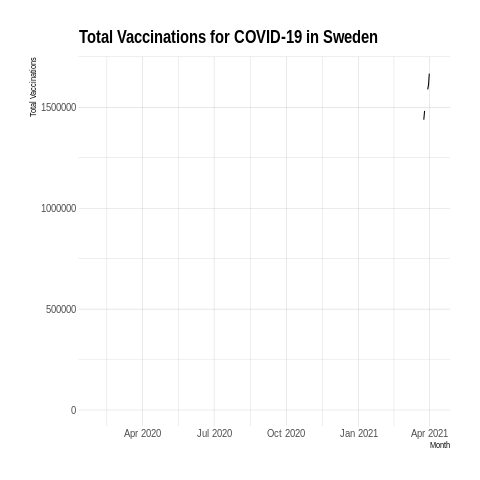 Total Vaccinations for COVID-19 in Sweden
Total Vaccinations
1500000
1000000
500000
0
Apr 2020 Jul 2020 Oct 2020 Jan 2021 Apr 2021
Month